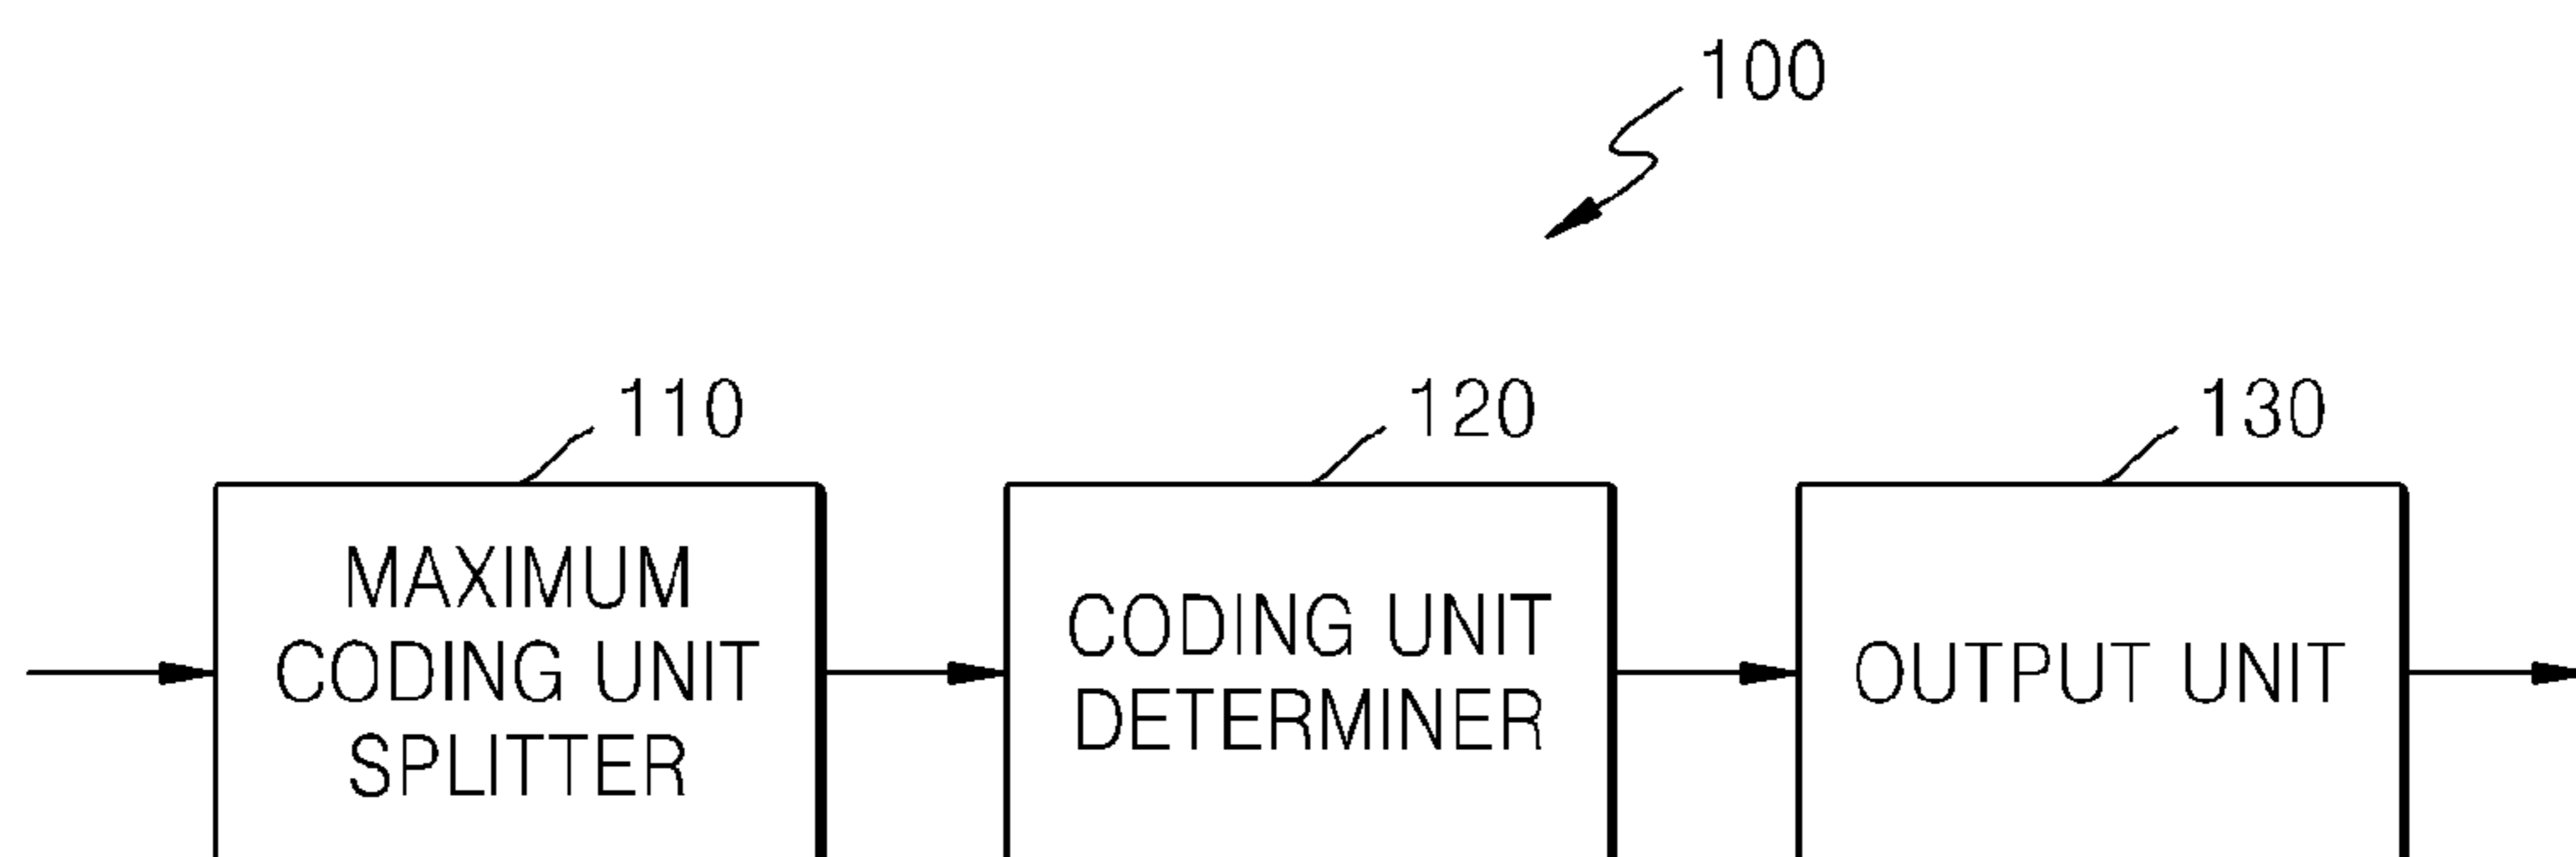 100
110
120
130
MAXIMUM
CODING UNIT
SPLITTER
CODING UNIT
DETERMINER
OUTPUT UNIT